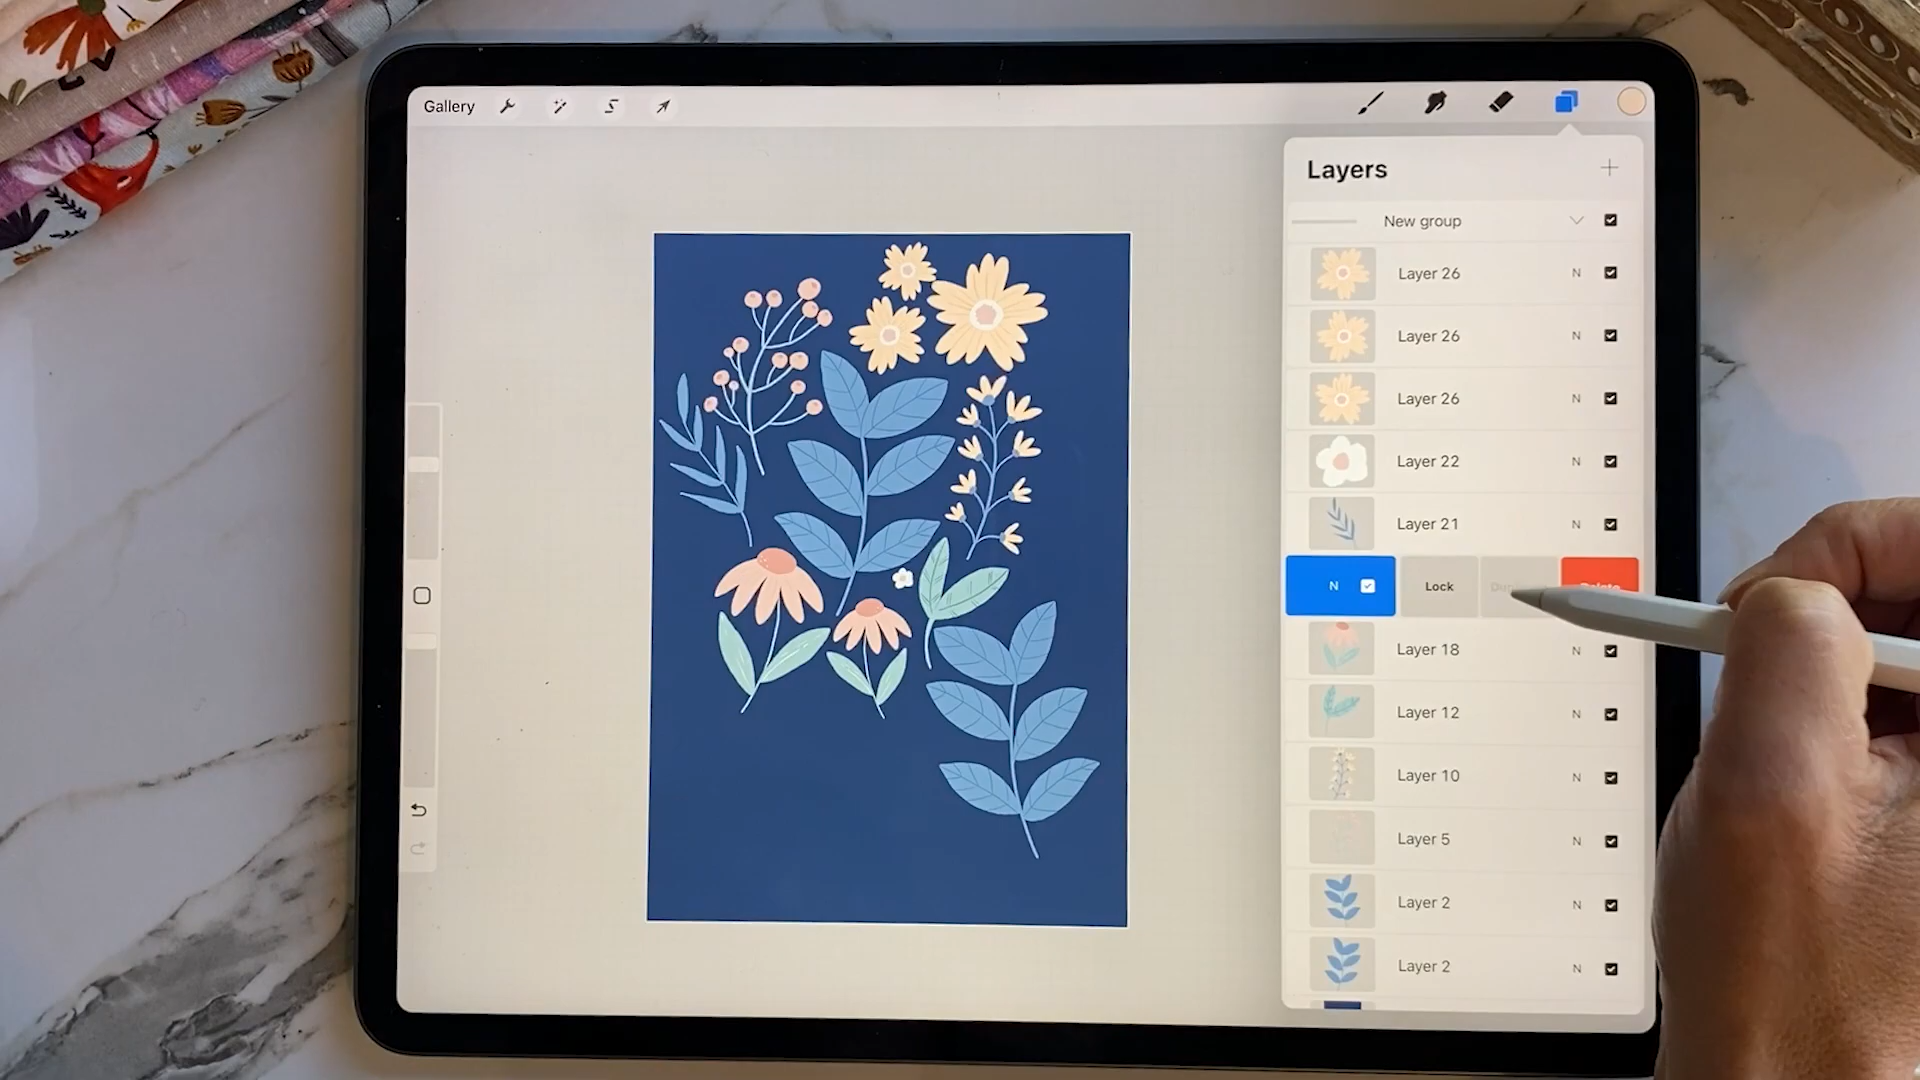 Gallery
Layers
New group
Layer 26 N
Layer 26 N
Layer 26 N
Layer 22 N
Layer 21 N
N Lock Delete
Layer 18 N
Layer 12 N
Layer 10 N
Layer 5 N
Layer 2 N
Layer 2 N